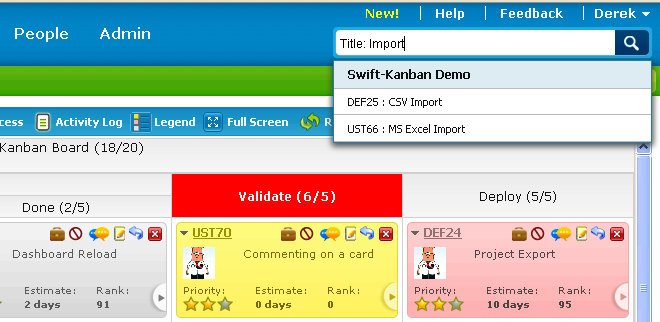 New! Help Feedback Derek
People Admin
Title: Import
Swift-Kanban Demo
DEF25 : CSV Import
UST66 : MS Excel Import
Activity Log Legend Full Screen
Kanban Board (18/20)
Done (2/5) Validate (6/5) Deploy (5/5)
UST70 DEF24
Dashboard Reload Commenting on a card Project Export
Estimate: Rank: Priority: Estimate: Rank: Priority: Estimate: Rank:
2 days 91 0 days 0 10 days 95